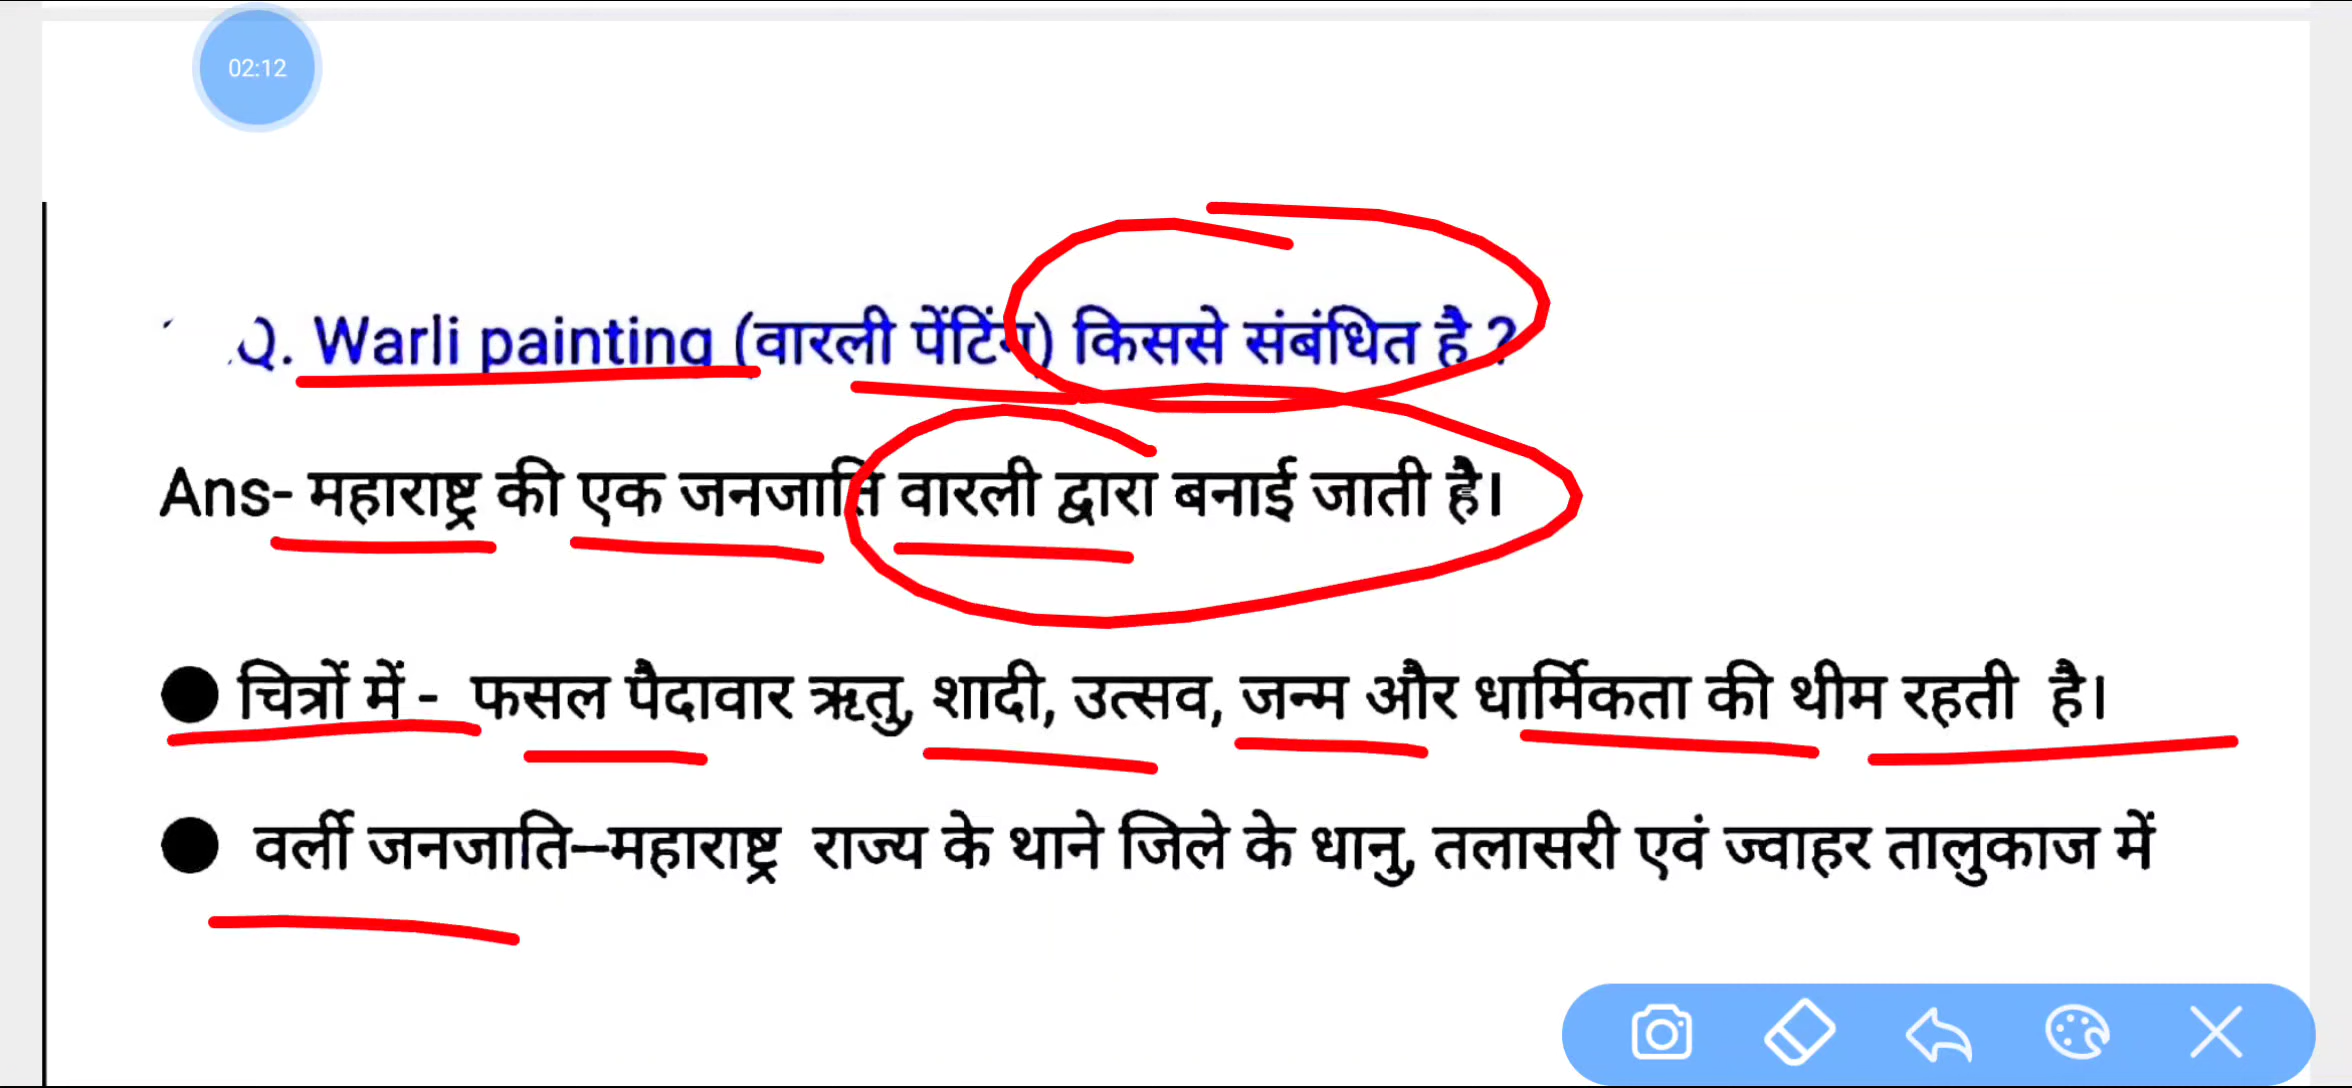 02:12
Q. Warli painting (वारली पेंटिंग) किससे संबंधित है ?
Ans- महाराष्ट्र की एक जनजाति वारली द्वारा बनाई जाती है।
● चित्रों में - फसल पैदावार ऋतु, शादी, उत्सव, जन्म और धार्मिकता की थीम रहती है।
● वर्ली जनजाति–महाराष्ट्र राज्य के थाने जिले के धानु, तलासरी एवं ज्वाहर तालुकाज में